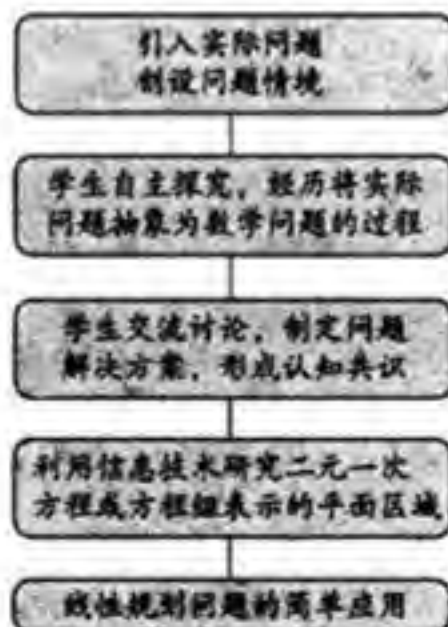 引入实际问题
创设问题情境
学生自主探究，经历将实际
问题抽象为数学问题的过程
学生交流讨论，制定问题
解决方案，形成认知共识
利用信息技术研究二元一次
方程或方程组表示的平面区域
线性规划问题的简单应用